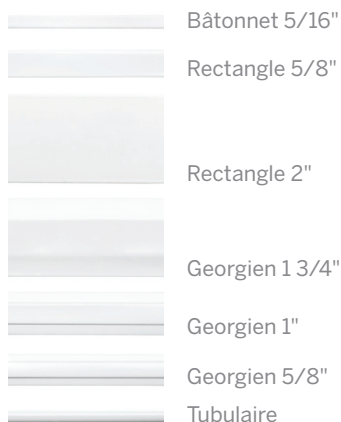 Bâtonnet 5/16"
Rectangle 5/8"
Rectangle 2"
Georgien 1 3/4"
Georgien 1"
Georgien 5/8"
Tubulaire